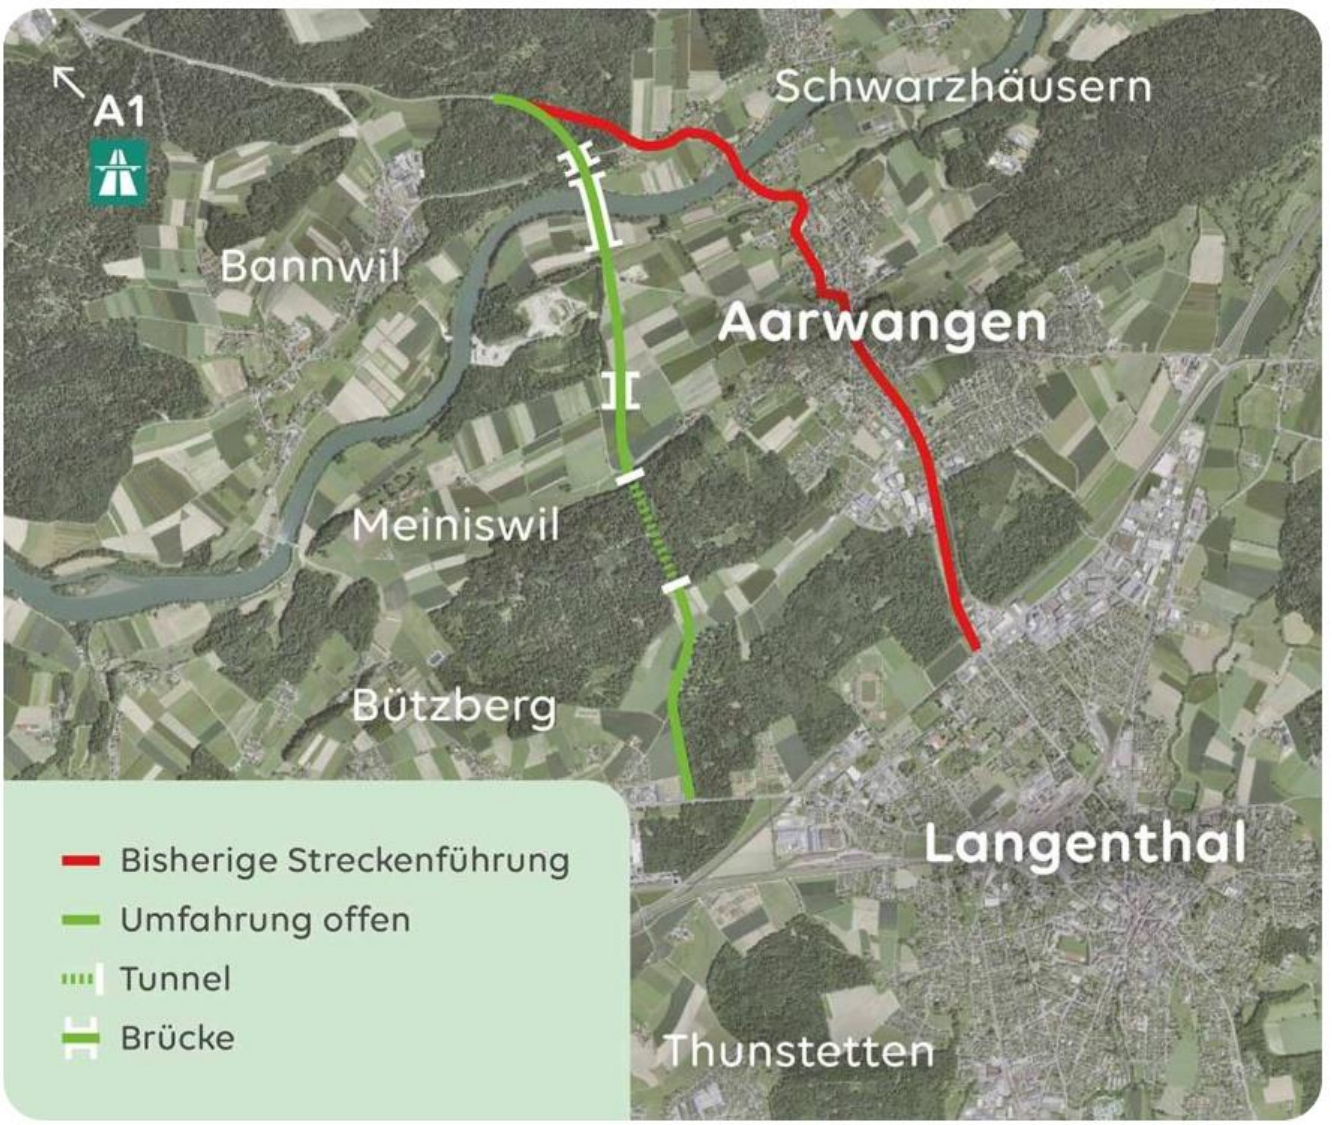 Schwarzhäusern
A1
Bannwil
Aarwangen
Meiniswil
Bützberg
Langenthal
Thunstetten
Bisherige Streckenführung
Umfahrung offen
Tunnel
Brücke